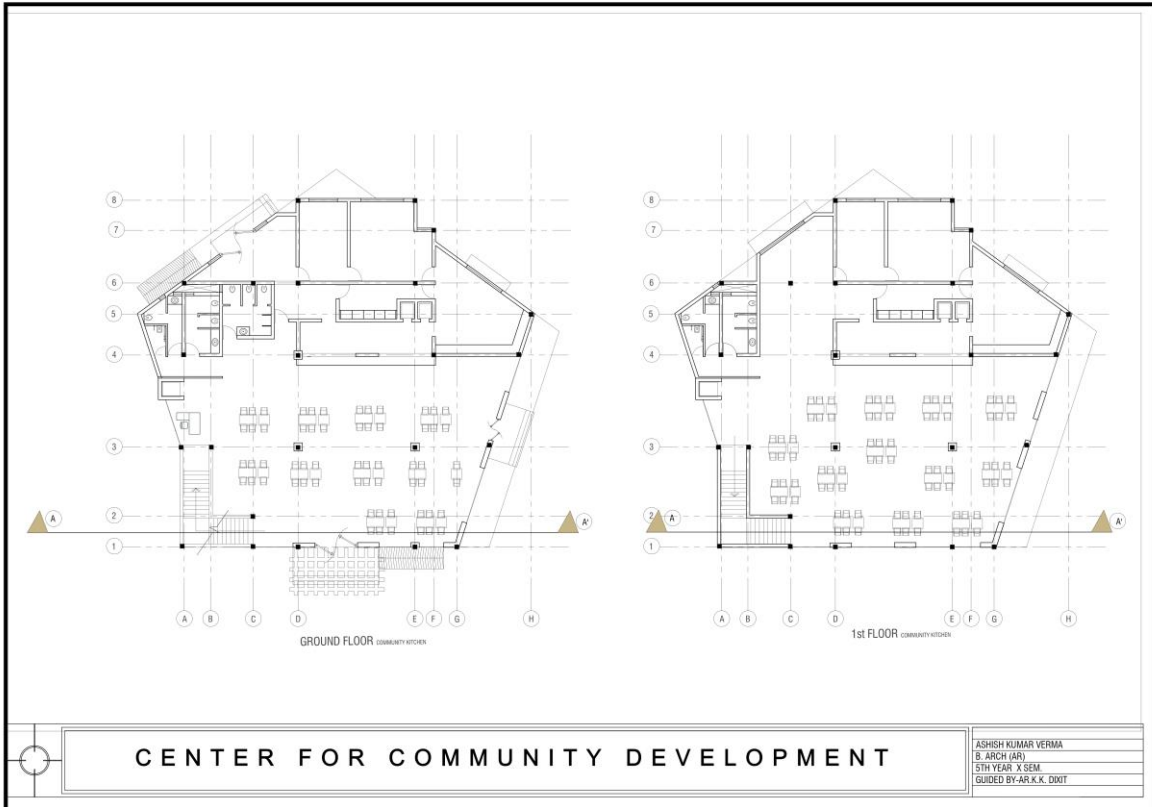 8 8
7 7
6 6
5 5
4 4
3 3
2 2
A A' A A'
1 1
A B C D E F G H A B C D E F G H
GROUND FLOOR COMMUNITY KITCHEN
1st FLOOR COMMUNITY KITCHEN
CENTER FOR COMMUNITY DEVELOPMENT
ASHISH KUMAR VERMA
B. ARCH (AR)
5TH YEAR X SEM.
GUIDED BY-AR.K.K. DIXIT